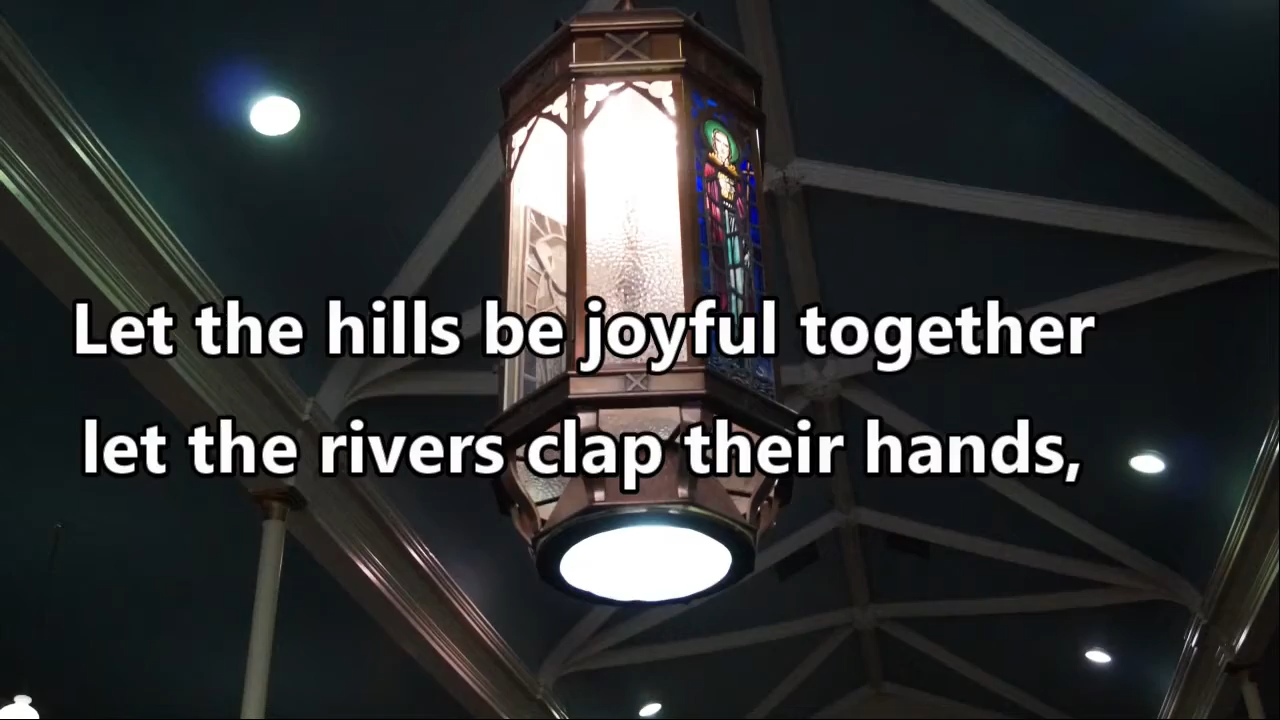 Let the hills be joyful together
let the rivers clap their hands,